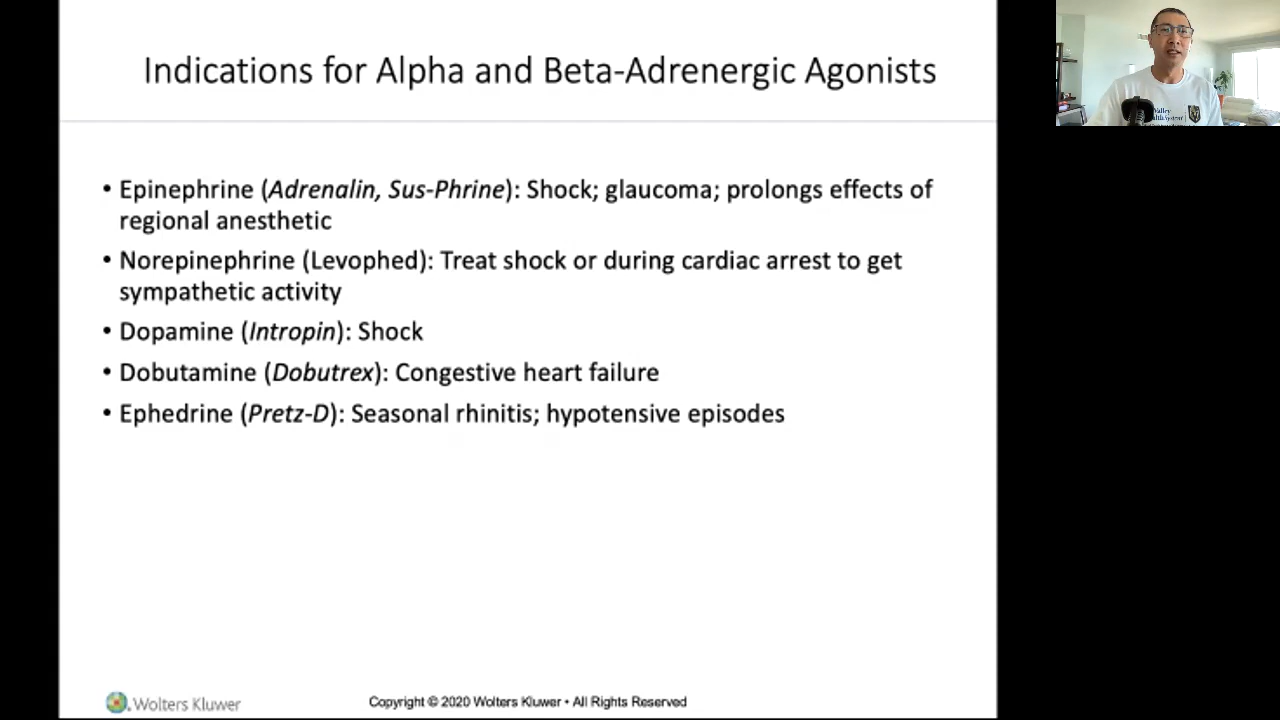 Indications for Alpha and Beta-Adrenergic Agonists
• Epinephrine (Adrenalin, Sus-Phrine): Shock; glaucoma; prolongs effects of
regional anesthetic
• Norepinephrine (Levophed): Treat shock or during cardiac arrest to get
sympathetic activity
• Dopamine (Intropin): Shock
• Dobutamine (Dobutrex): Congestive heart failure
• Ephedrine (Pretz-D): Seasonal rhinitis; hypotensive episodes
Wolters Kluwer
Copyright © 2020 Wolters Kluwer • All Rights Reserved